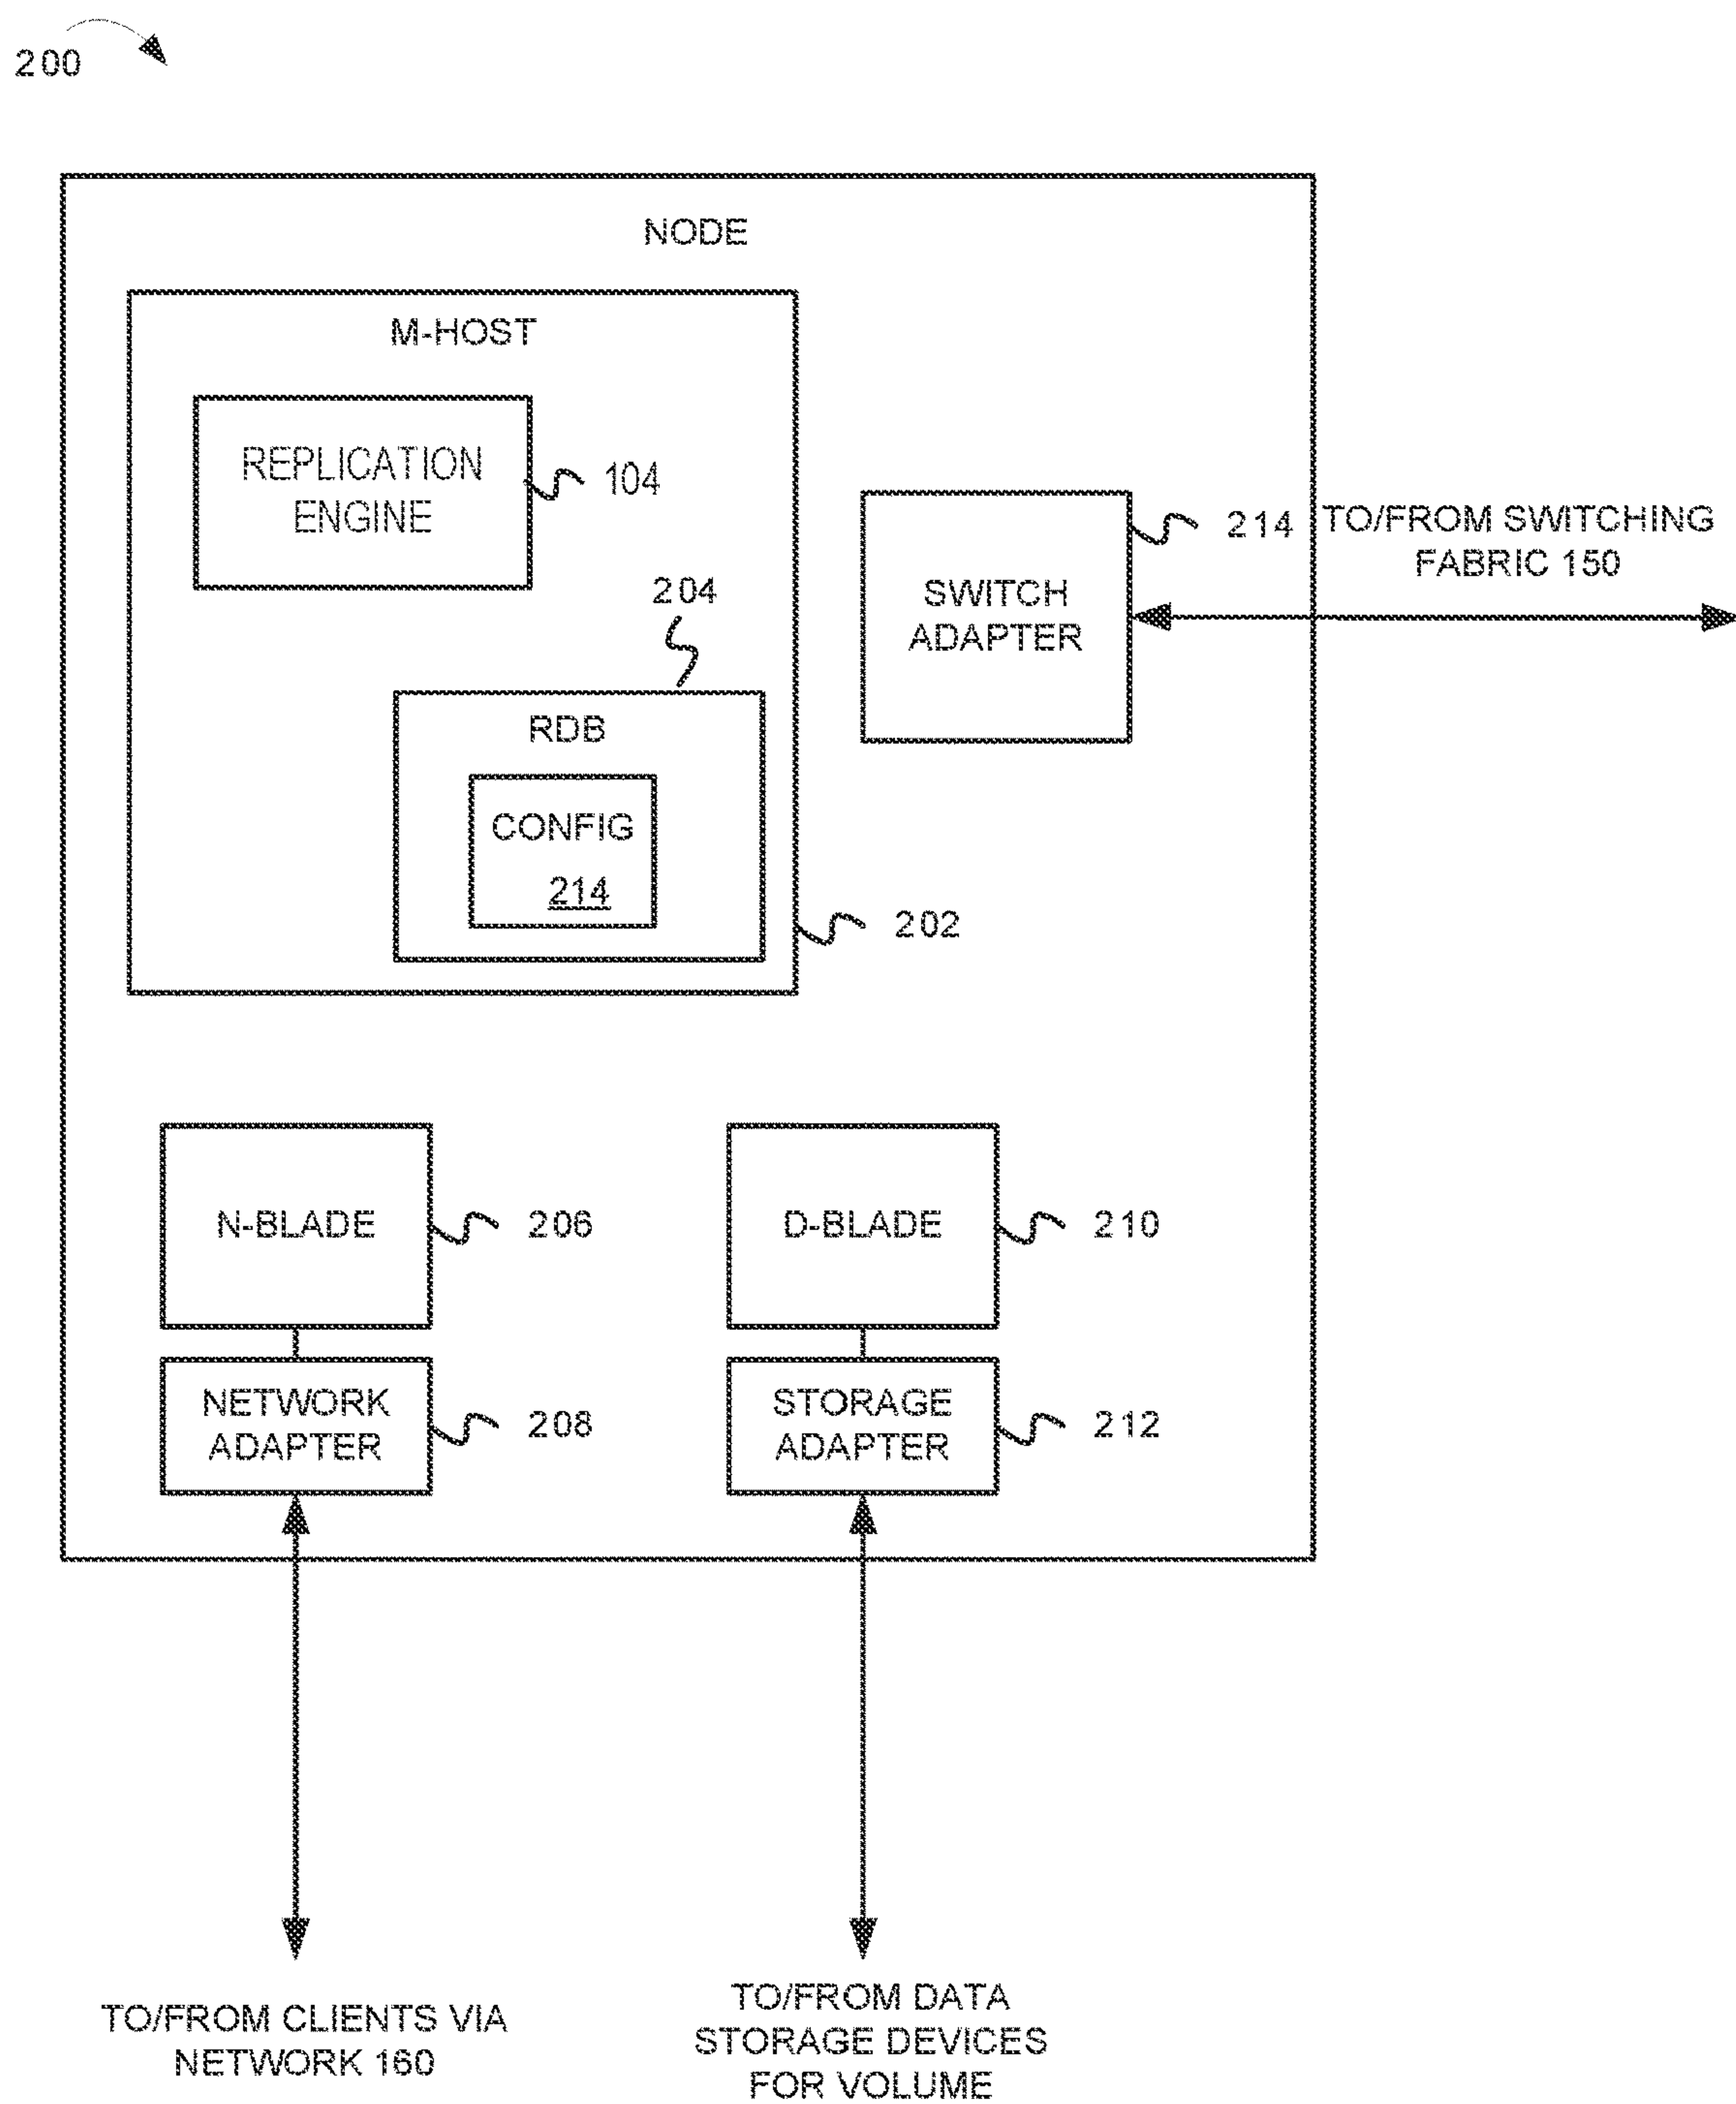 200
NODE
M-HOST
REPLICATION
ENGINE
104
204
RDB
CONFIG
214
202
SWITCH
ADAPTER
214
TO/FROM SWITCHING
FABRIC 150
N-BLADE
206
D-BLADE
210
NETWORK
ADAPTER
208
STORAGE
ADAPTER
212
TO/FROM CLIENTS VIA
NETWORK 160
TO/FROM DATA
STORAGE DEVICES
FOR VOLUME